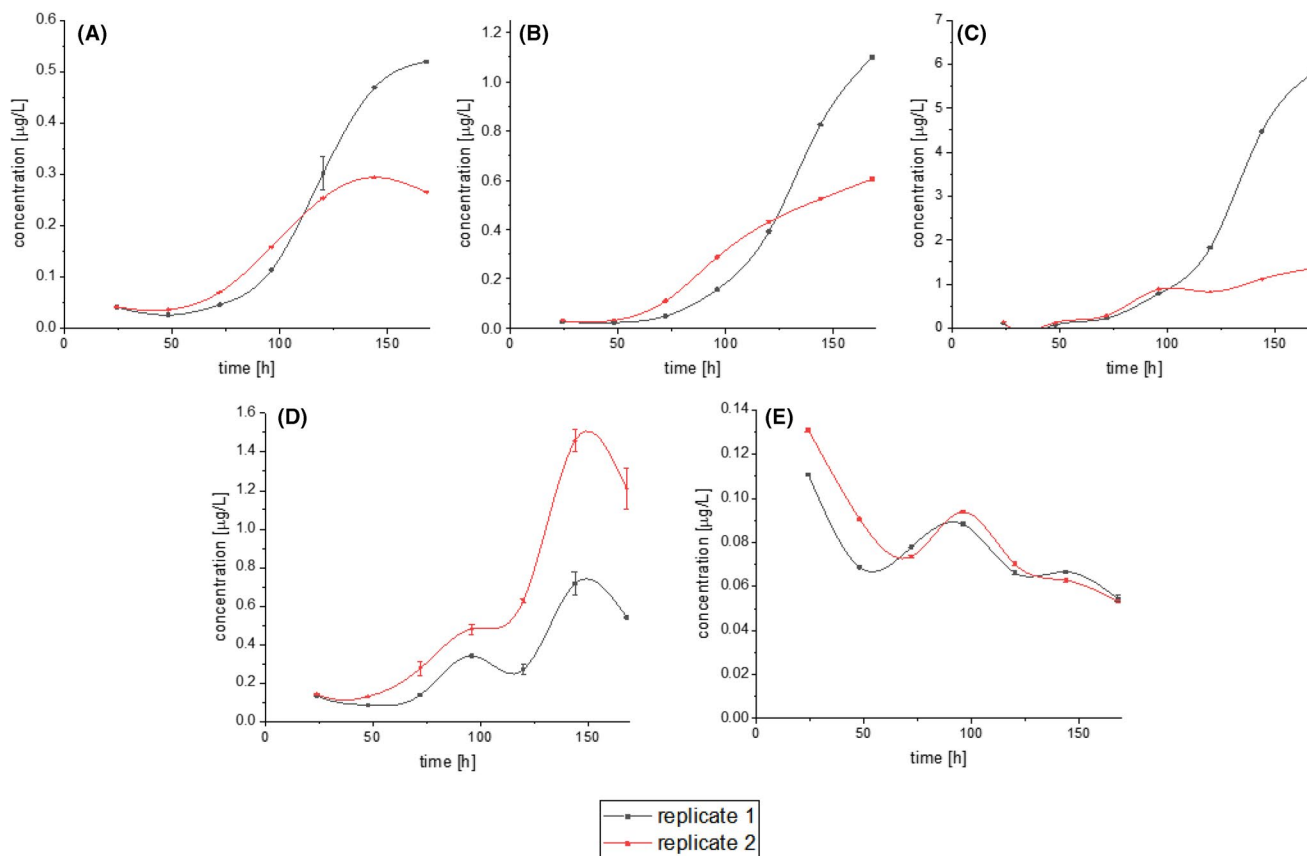 (A)
concentration [µg/L]
0.6
0.5
0.4
0.3
0.2
0.1
0.0
0 50 100 150
time [h]
(B)
concentration [µg/L]
1.2
1.0
0.8
0.6
0.4
0.2
0.0
0 50 100 150
time [h]
(C)
concentration [µg/L]
7
6
5
4
3
2
1
0
0 50 100 150
time [h]
(D)
concentration [µg/L]
1.6
1.4
1.2
1.0
0.8
0.6
0.4
0.2
0.0
0 50 100 150
time [h]
(E)
concentration [µg/L]
0.14
0.12
0.10
0.08
0.06
0.04
0.02
0.00
0 50 100 150
time [h]
replicate 1
replicate 2